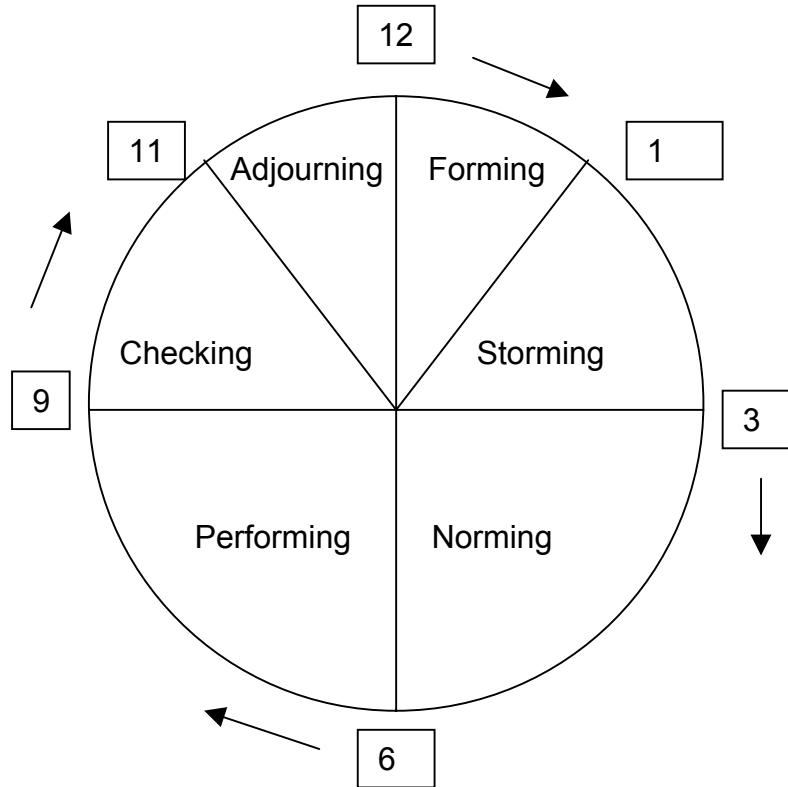 12
11
1
Adjourning
Forming
Checking
Storming
9
3
Performing
Norming
6